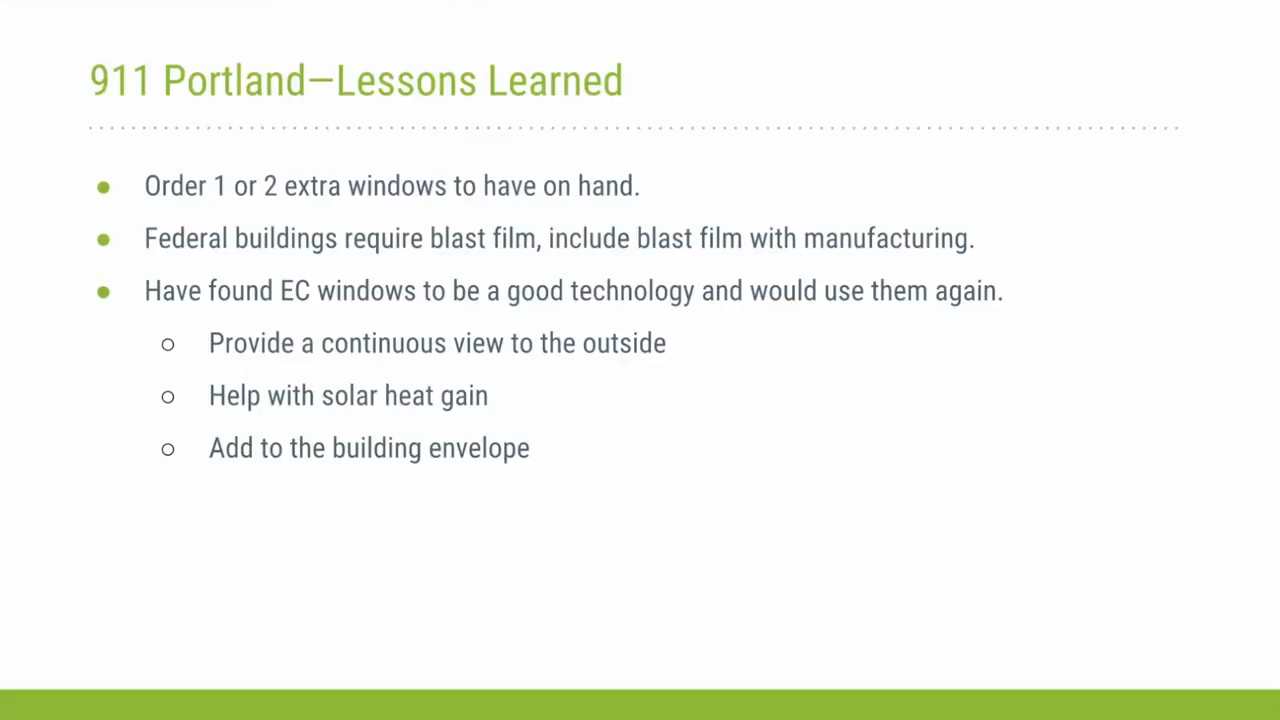 911 Portland—Lessons Learned
● Order 1 or 2 extra windows to have on hand.
● Federal buildings require blast film, include blast film with manufacturing.
● Have found EC windows to be a good technology and would use them again.
○ Provide a continuous view to the outside
○ Help with solar heat gain
○ Add to the building envelope